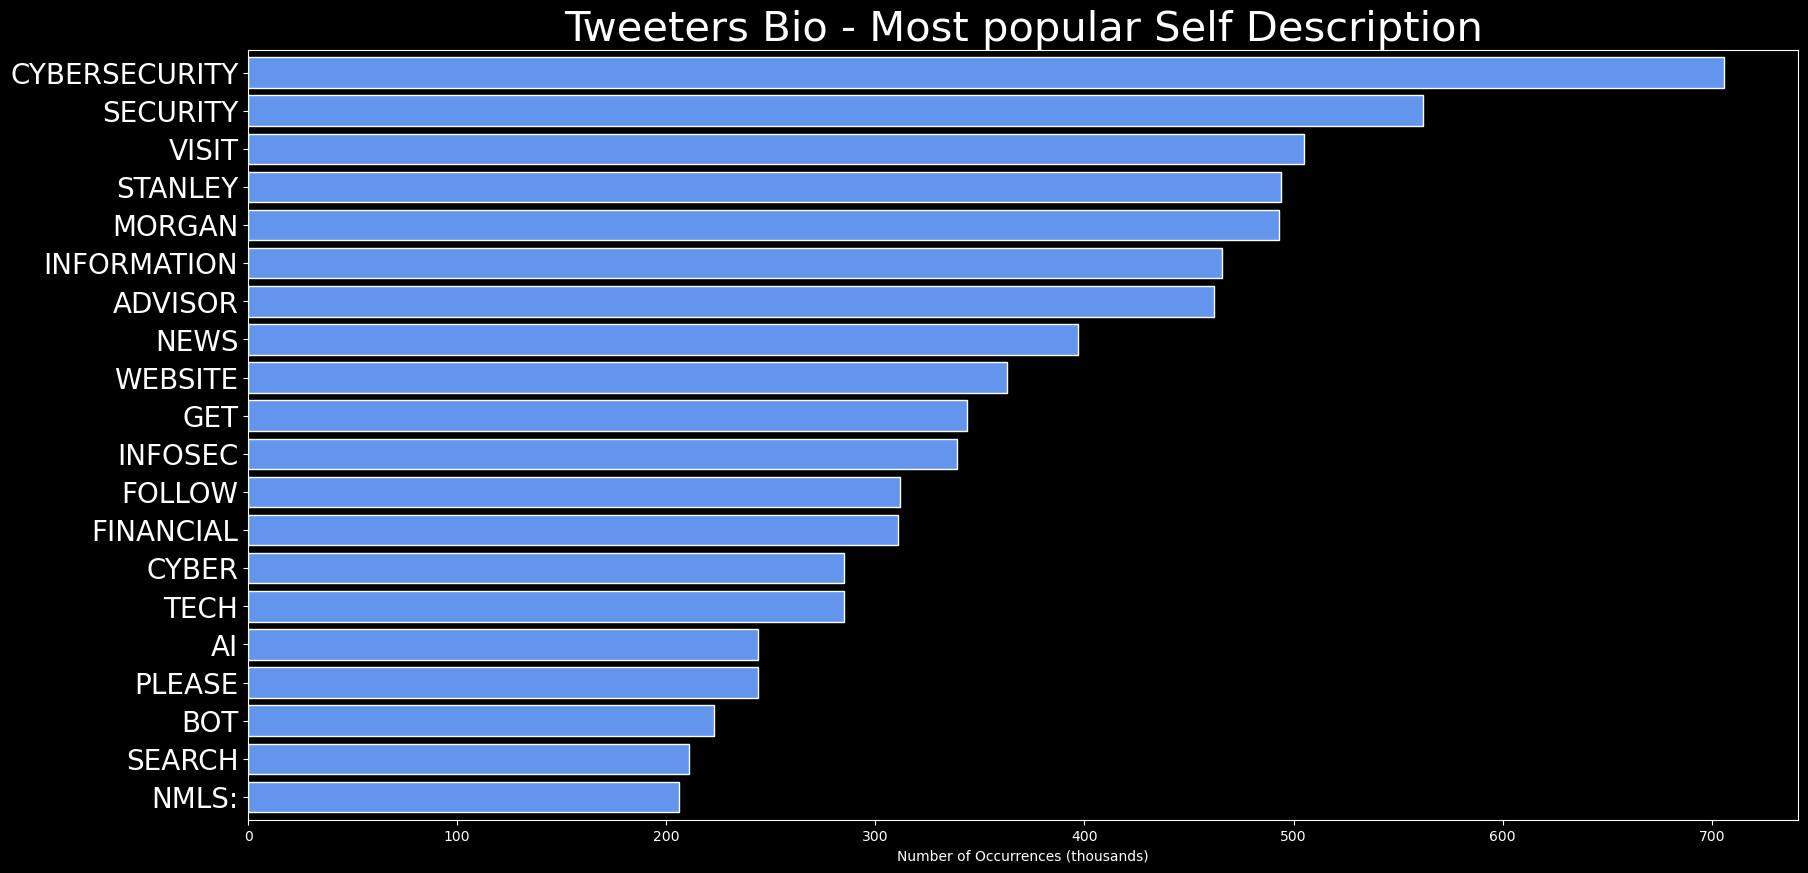 Tweeters Bio - Most popular Self Description
CYBERSECURITY
SECURITY
VISIT
STANLEY
MORGAN
INFORMATION
ADVISOR
NEWS
WEBSITE
GET
INFOSEC
FOLLOW
FINANCIAL
CYBER
TECH
AI
PLEASE
BOT
SEARCH
NMLS:
0 100 200 300 400 500 600 700
Number of Occurrences (thousands)